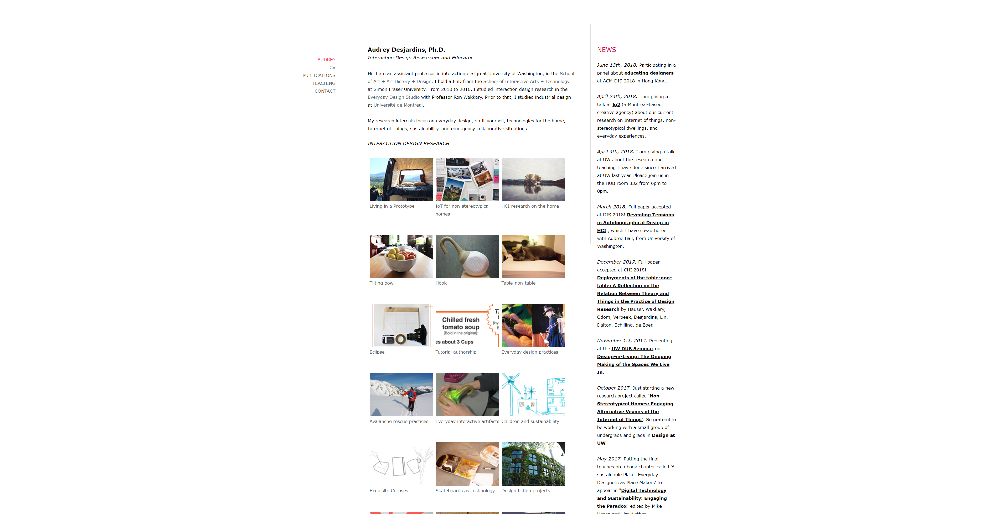 AUDREY
CV
PUBLICATIONS
TEACHING
CONTACT
Audrey Desjardins, Ph.D.
Interaction Design Researcher and Educator
Hi! I am an assistant professor in interaction design at University of Washington, in the School
of Art + Art History + Design. I hold a PhD from the School of Interactive Arts + Technology
at Simon Fraser University. From 2010 to 2016, I studied interaction design research in the
Everyday Design Studio with Professor Ron Wakkary. Prior to that, I studied industrial design
at Université de Montreal.
My research interests focus on everyday design, do-it-yourself, technologies for the home,
Internet of Things, sustainability, and emergency collaborative situations.
INTERACTION DESIGN RESEARCH
Living in a Prototype
IoT for non-stereotypical
homes
HCI research on the home
Tilting bowl
Hook
Table-non-table
Chilled fresh
tomato soup
[Bold in the original]:
es about 3 Cups
(by
Eclipse
Tutorial authorship
Everyday design practices
Avalanche rescue practices
Everyday interactive artifacts
Children and sustainability
Exquisite Corpses
Skateboards as Technology
Design fiction projects
NEWS
June 13th, 2018. Participating in a
panel about educating designers
at ACM DIS 2018 in Hong Kong.
April 24th, 2018. I am giving a
talk at lg2 (a Montreal-based
creative agency) about our current
research on Internet of things, non-
stereotypical dwellings, and
everyday experiences.
April 4th, 2018. I am giving a talk
at UW about the research and
teaching I have done since I arrived
at UW last year. Please join us in
the HUB room 332 from 6pm to
8pm.
March 2018. Full paper accepted
at DIS 2018! Revealing Tensions
in Autobiographical Design in
HCI , which I have co-authored
with Aubree Ball, from University of
Washington.
December 2017. Full paper
accepted at CHI 2018!
Deployments of the table-non-
table: A Reflection on the
Relation Between Theory and
Things in the Practice of Design
Research by Hauser, Wakkary,
Odom, Verbeek, Desjardins, Lin,
Dalton, Schilling, de Boer.
November 1st, 2017. Presenting
at the UW DUB Seminar on
Design-in-Living: The Ongoing
Making of the Spaces We Live
In.
October 2017. Just starting a new
research project called 'Non-
Stereotypical Homes: Engaging
Alternative Visions of the
Internet of Things'. So grateful to
be working with a small group of
undergrads and grads in Design at
UW !
May 2017. Putting the final
touches on a book chapter called 'A
sustainable Place: Everyday
Designers as Place Makers' to
appear in "Digital Technology
and Sustainability: Engaging
the Paradox" edited by Mike
Hazas and Lisa Nathan